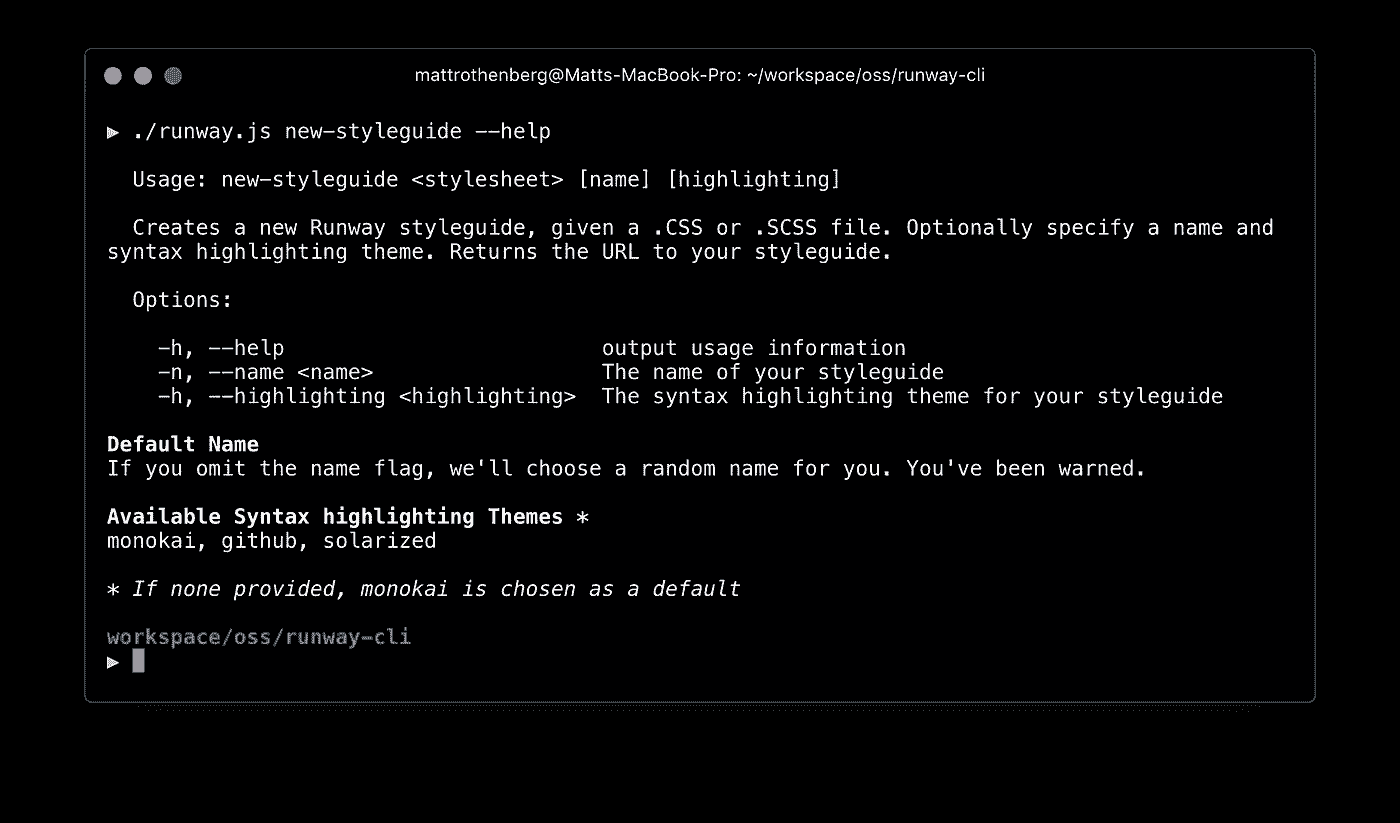 mattrothenberg@Matts-MacBook-Pro: ~/workspace/oss/runway-cli
▶ ./runway.js new-styleguide --help
Usage: new-styleguide <stylesheet> [name] [highlighting]
Creates a new Runway styleguide, given a .CSS or .SCSS file. Optionally specify a name and
syntax highlighting theme. Returns the URL to your styleguide.
Options:
-h, --help output usage information
-n, --name <name> The name of your styleguide
-h, --highlighting <highlighting> The syntax highlighting theme for your styleguide
Default Name
If you omit the name flag, we'll choose a random name for you. You've been warned.
Available Syntax highlighting Themes *
monokai, github, solarized
* If none provided, monokai is chosen as a default
workspace/oss/runway-cli
▶